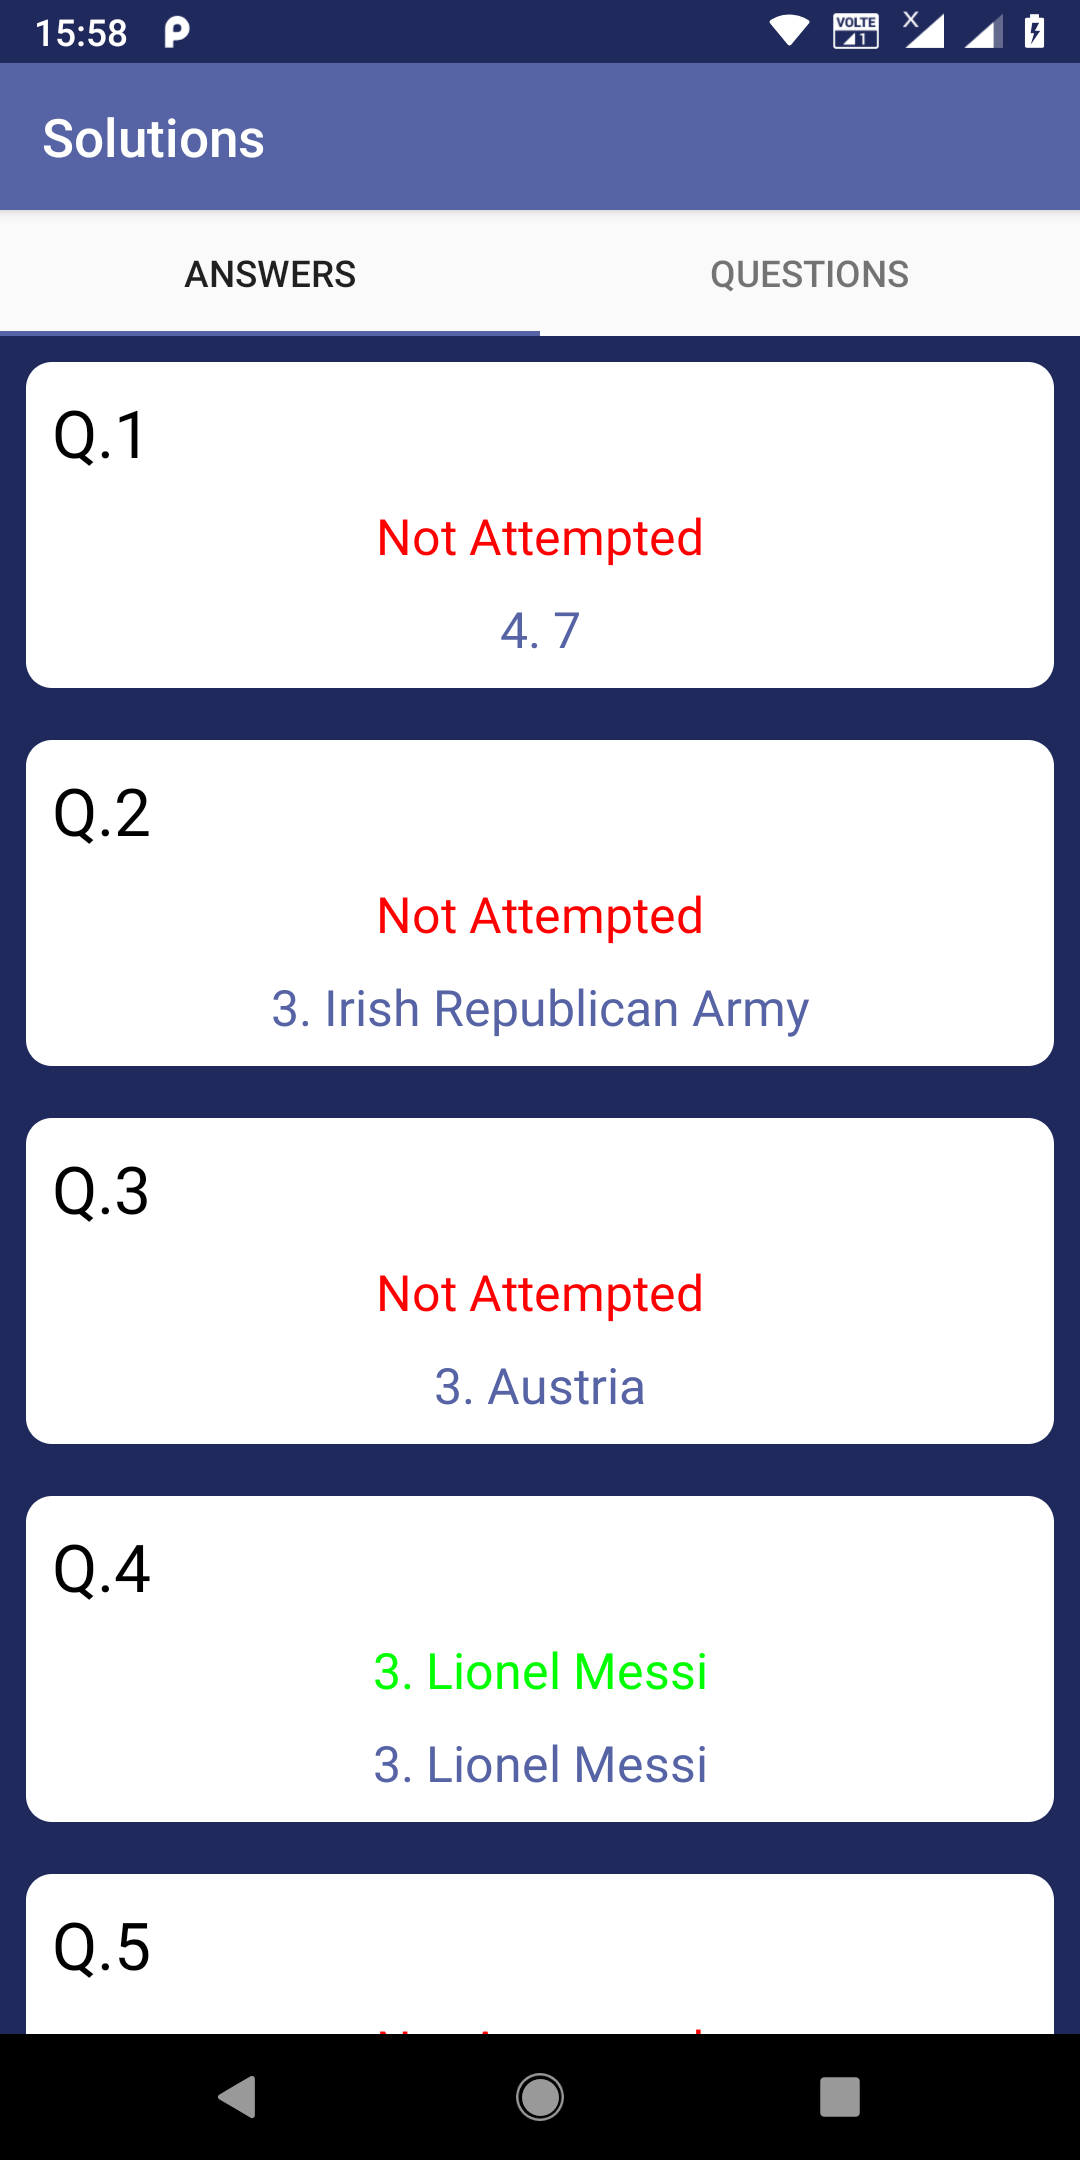 15:58
VOLTE
1
X
Solutions
ANSWERS
QUESTIONS
Q.1
Not Attempted
4. 7
Q.2
Not Attempted
3. Irish Republican Army
Q.3
Not Attempted
3. Austria
Q.4
3. Lionel Messi
3. Lionel Messi
Q.5